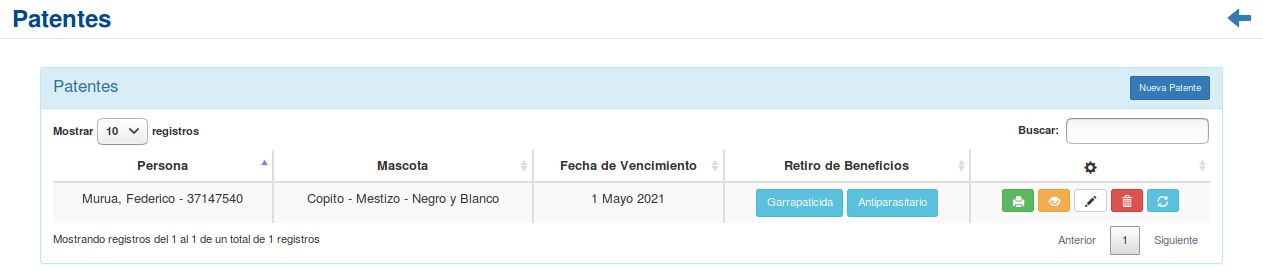 Patentes
Patentes
Nueva Patente
Mostrar 10 registros
Buscar:
Persona Mascota Fecha de Vencimiento Retiro de Beneficios
Murua, Federico - 37147540 Copito - Mestizo - Negro y Blanco 1 Mayo 2021 Garrapaticida Antiparasitario
Mostrando registros del 1 al 1 de un total de 1 registros
Anterior 1 Siguiente